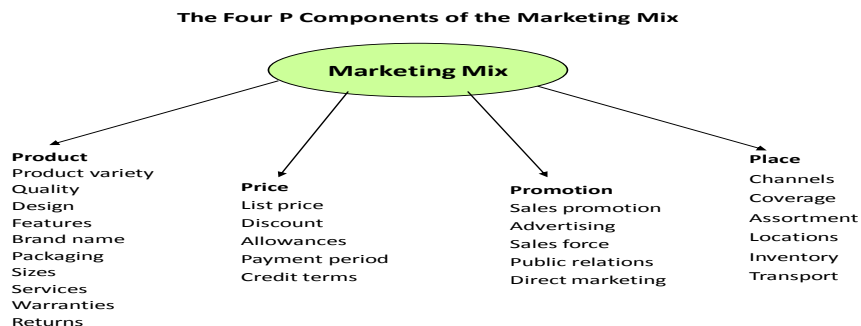 The Four P Components of the Marketing Mix
Marketing Mix
Product
Product variety
Quality
Design
Features
Brand name
Packaging
Sizes
Services
Warranties
Returns
Price
List price
Discount
Allowances
Payment period
Credit terms
Promotion
Sales promotion
Advertising
Sales force
Public relations
Direct marketing
Place
Channels
Coverage
Assortment
Locations
Inventory
Transport